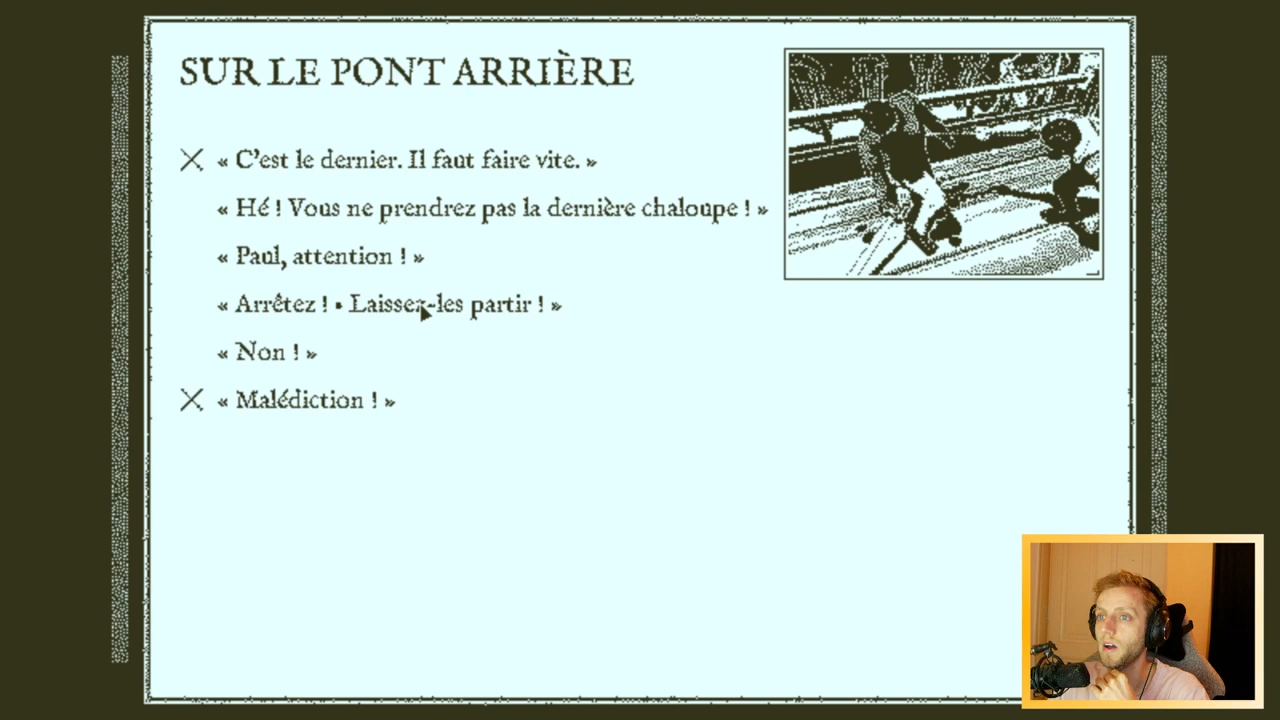 SUR LE PONT ARRIÈRE
« C'est le dernier. Il faut faire vite. »
« Hé ! Vous ne prendrez pas la dernière chaloupe ! »
« Paul, attention ! »
« Arrêtez ! • Laissez-les partir ! »
« Non ! »
« Malédiction ! »